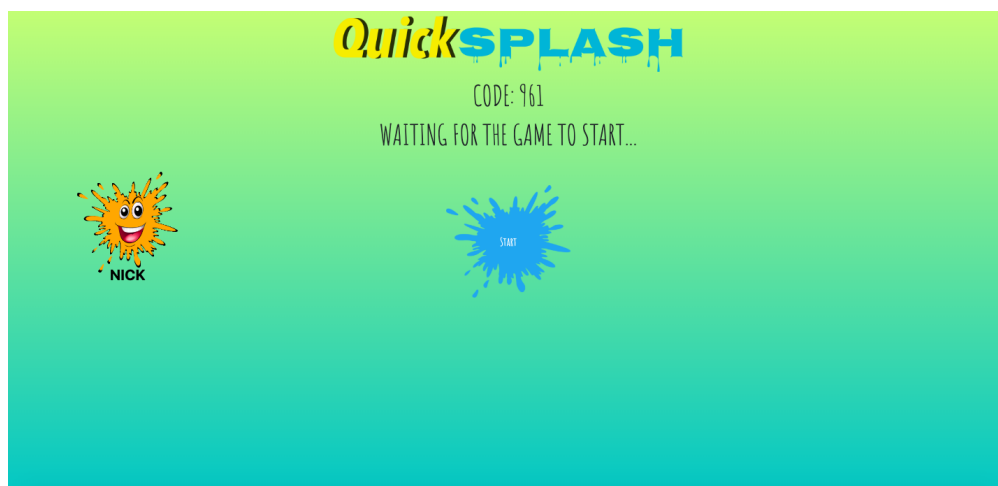 QuickSPLASH
CODE: 961
WAITING FOR THE GAME TO START...
START
NICK